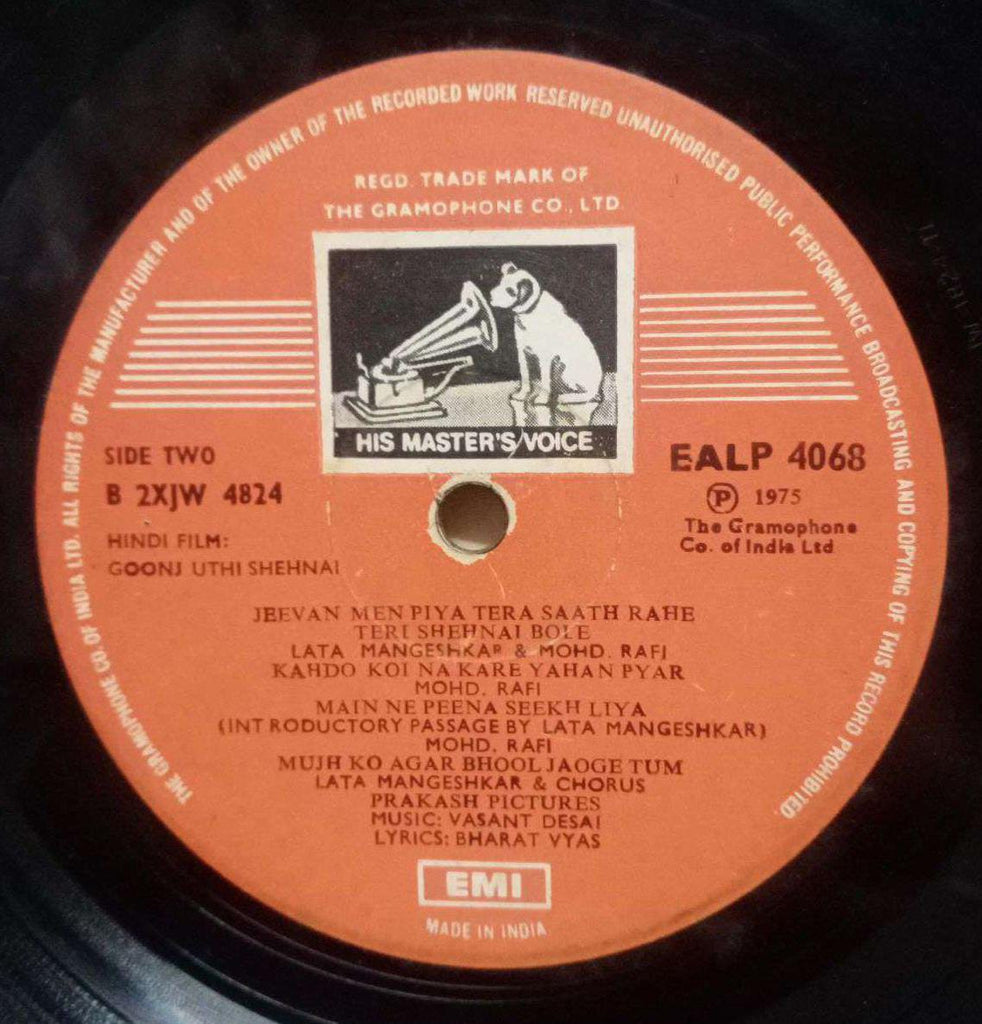 THE GRAMOPHONE CO. OF INDIA LTD. ALL RIGHTS OF THE MANUFACTURER AND OF THE OWNER OF THE RECORDED WORK RESERVED UNAUTHORISED PUBLIC PERFORMANCE BROADCASTING AND COPYING OF THIS RECORD PROHIBITED.
REGD. TRADE MARK OF
THE GRAMOPHONE CO., LTD
HIS MASTER'S VOICE
SIDE TWO
B 2XJW 4824
HINDI FILM:
GOONJ UTHI SHEHNAI
EALP 4068
Ⓟ 1975
The Gramophone
Co. of India Ltd
JEEVAN MEN PIYA TERA SAATH RAHE
TERI SHEHNAI BOLE
LATA MANGESHKAR & MOHD. RAFI
KAHDO KOI NA KARE YAHAN PYAR
MOHD. RAFI
MAIN NE PEENA SEEKH LIYA
(INTRODUCTORY PASSAGE BY LATA MANGESHKAR)
MOHD. RAFI
MUJH KO AGAR BHOOL JAOGE TUM
LATA MANGESHKAR & CHORUS
PRAKASH PICTURES
MUSIC: VASANT DESAI
LYRICS: BHARAT VYAS
EMI
MADE IN INDIA